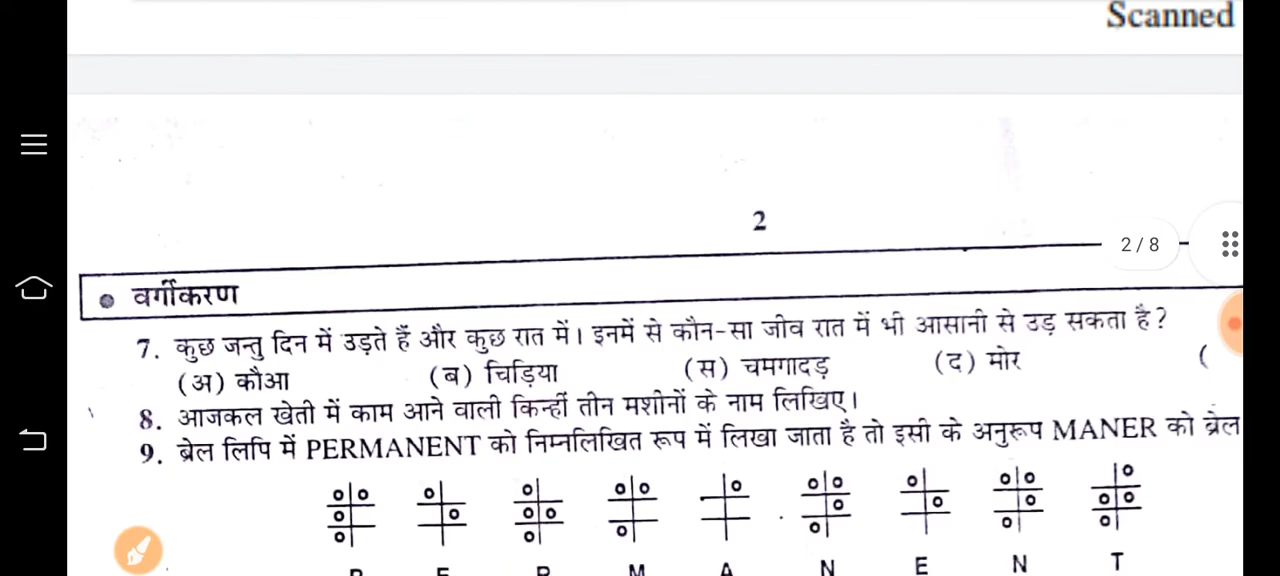 Scanned
2
2 / 8
• वर्गीकरण
7. कुछ जन्तु दिन में उड़ते हैं और कुछ रात में। इनमें से कौन-सा जीव रात में भी आसानी से उड़ सकता है?
(अ) कौआ (ब) चिड़िया (स) चमगादड़ (द) मोर (
8. आजकल खेती में काम आने वाली किन्हीं तीन मशीनों के नाम लिखिए।
9. ब्रेल लिपि में PERMANENT को निम्नलिखित रूप में लिखा जाता है तो इसी के अनुरूप MANER को ब्रेल
P E R M A N E N T